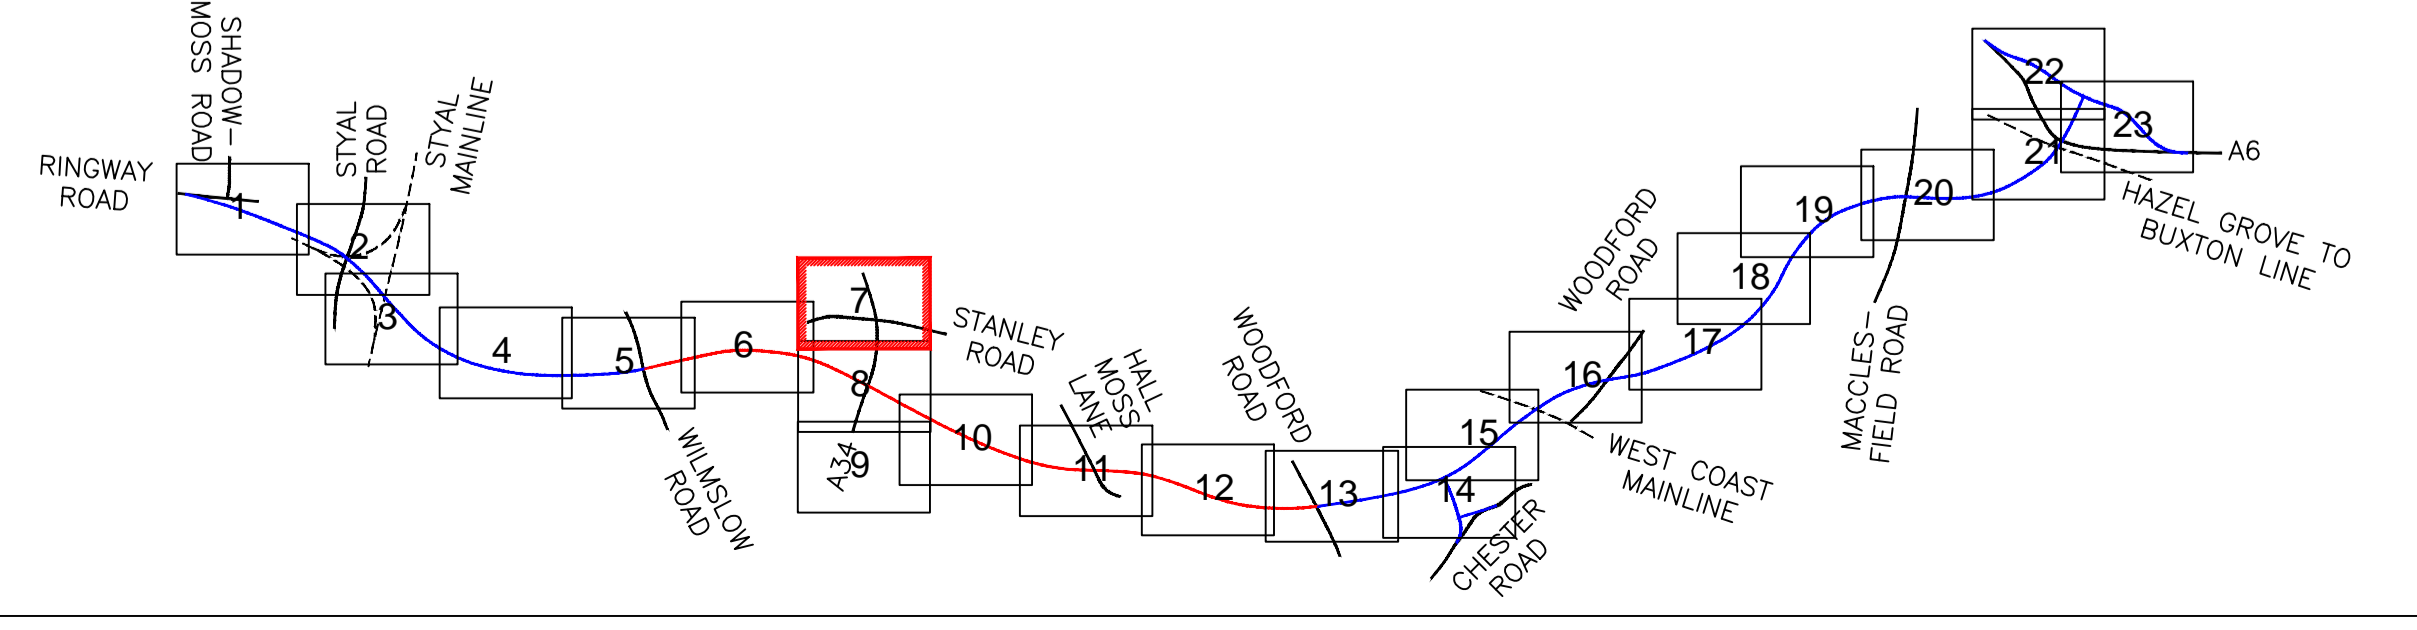 SHADOW-
MOSS ROAD
RINGWAY
ROAD
1
STYAL
ROAD
STYAL
MAINLINE
2
3
4
5
WILMSLOW
ROAD
6
7
STANLEY
ROAD
8
A34
9
10
HALL
MOSS
LANE
11
12
WOODFORD
ROAD
13
14
CHESTER
ROAD
15
WEST COAST
MAINLINE
WOODFORD
ROAD
16
17
18
19
MACCLES-
FIELD ROAD
20
21
22
23
A6
HAZEL GROVE TO
BUXTON LINE